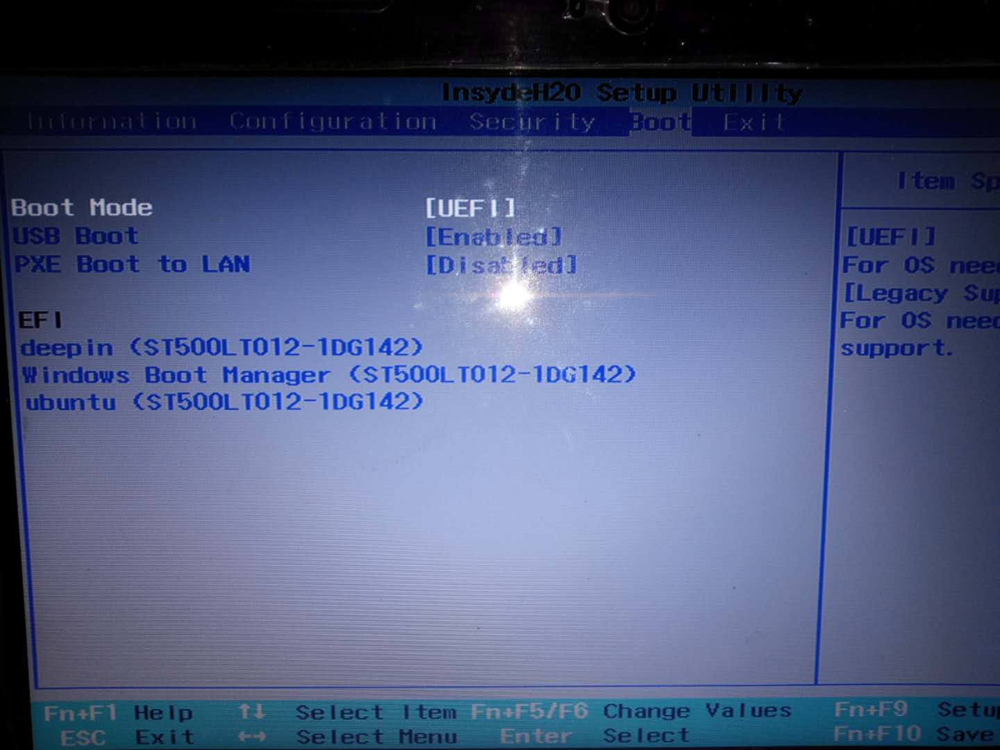 InsydeH20 Setup Utility
Information Configuration Security Boot Exit
Item Sp
Boot Mode [UEFI]
USB Boot [Enabled]
PXE Boot to LAN [Disabled]
EFI
deepin (ST500LT012-1DG142)
Windows Boot Manager (ST500LT012-1DG142)
ubuntu (ST500LT012-1DG142)
[UEFI]
For OS nee
[Legacy Sup
For OS need
support.
Fn+F1 Help ↑↓ Select Item Fn+F5/F6 Change Values Fn+F9 Setu
ESC Exit ↔ Select Menu Enter Select Fn+F10 Save